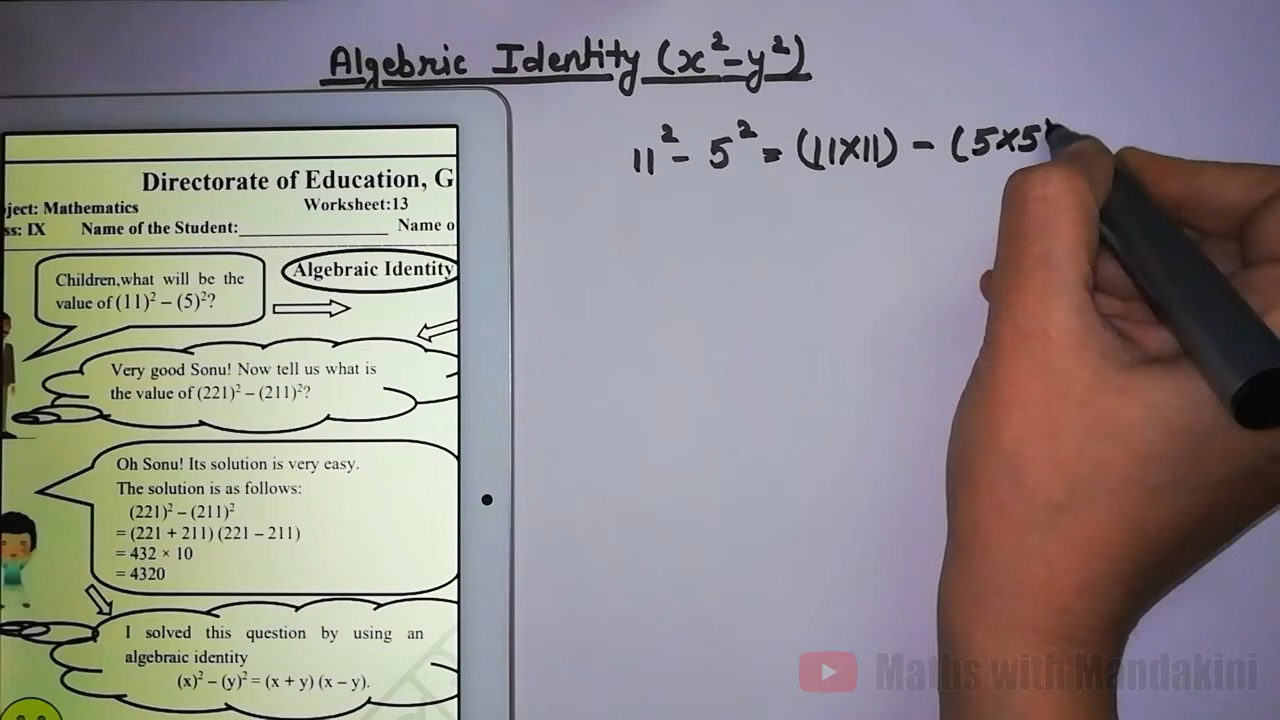 Algebric Identity (x²-y²)
11² - 5² = (11×11) - (5×5)
Directorate of Education, G
ject: Mathematics Worksheet:13
ss: IX Name of the Student:________________ Name o
Algebraic Identity
Children,what will be the
value of (11)² – (5)²?
Very good Sonu! Now tell us what is
the value of (221)² – (211)²?
Oh Sonu! Its solution is very easy.
The solution is as follows:
(221)² – (211)²
= (221 + 211) (221 – 211)
= 432 × 10
= 4320
I solved this question by using an
algebraic identity
(x)² – (y)² = (x + y) (x – y).
Maths with Mandakini